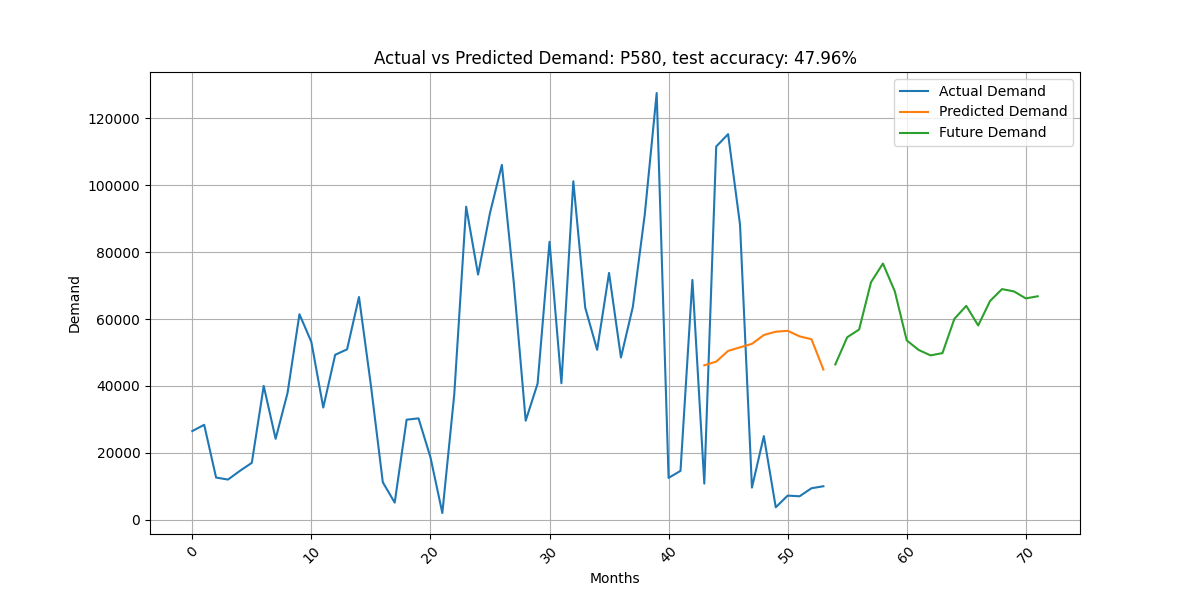 Actual vs Predicted Demand: P580, test accuracy: 47.96%
Actual Demand
Predicted Demand
Future Demand
120000
100000
80000
60000
40000
20000
0
Demand
0 10 20 30 40 50 60 70
Months